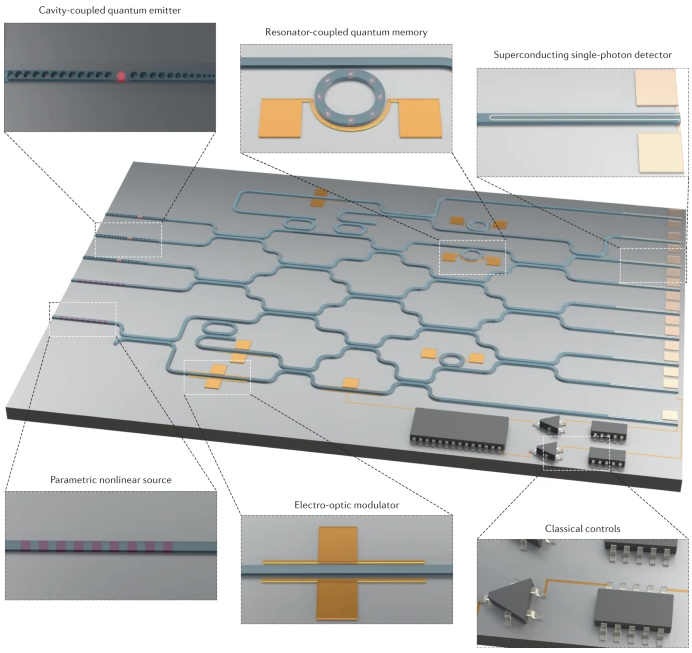 Cavity-coupled quantum emitter
Resonator-coupled quantum memory
Superconducting single-photon detector
Parametric nonlinear source
Electro-optic modulator
Classical controls